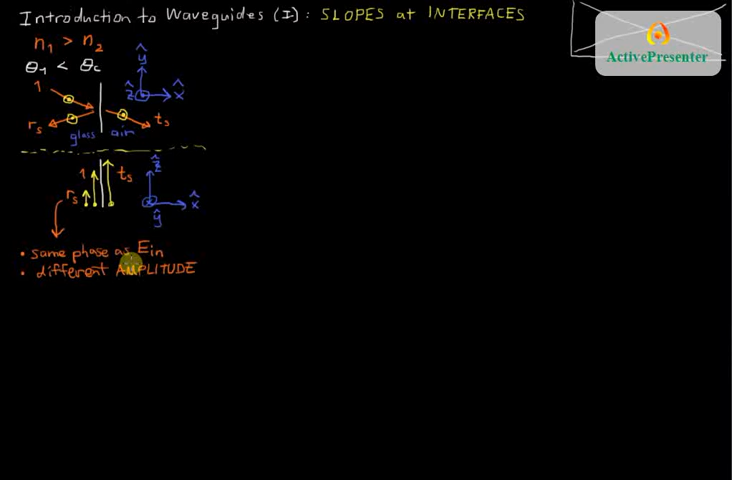 Introduction to Waveguides (I): SLOPES at INTERFACES
ActivePresenter
n₁ > n₂
θ₁ < θc
ŷ
ẑ x̂
1
rs ts
glass air
1 ts ẑ
rs x̂
ŷ
• same phase as Ein
• different AMPLITUDE